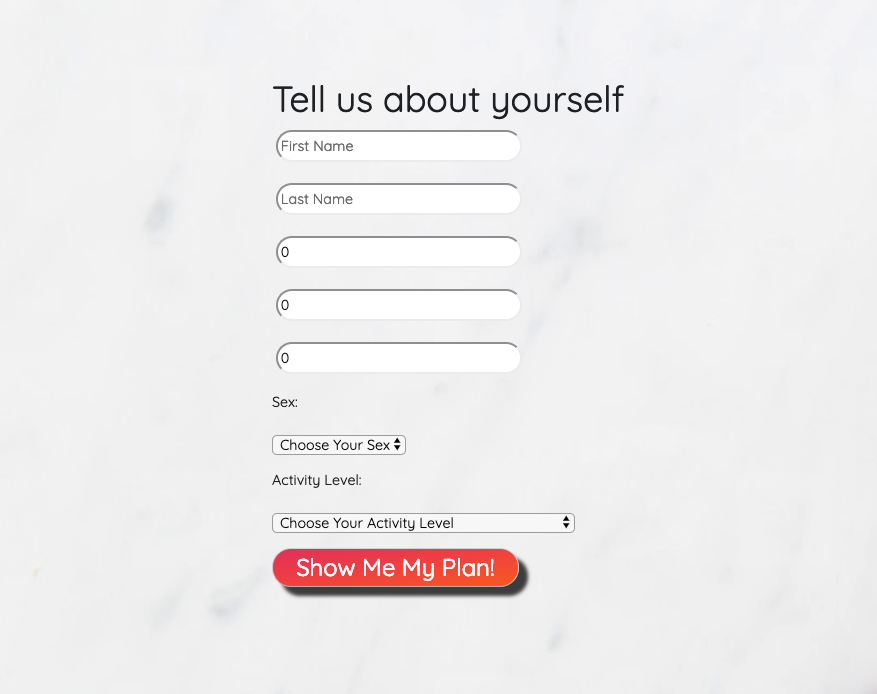 Tell us about yourself
First Name
Last Name
0
0
0
Sex:
Choose Your Sex
Activity Level:
Choose Your Activity Level
Show Me My Plan!